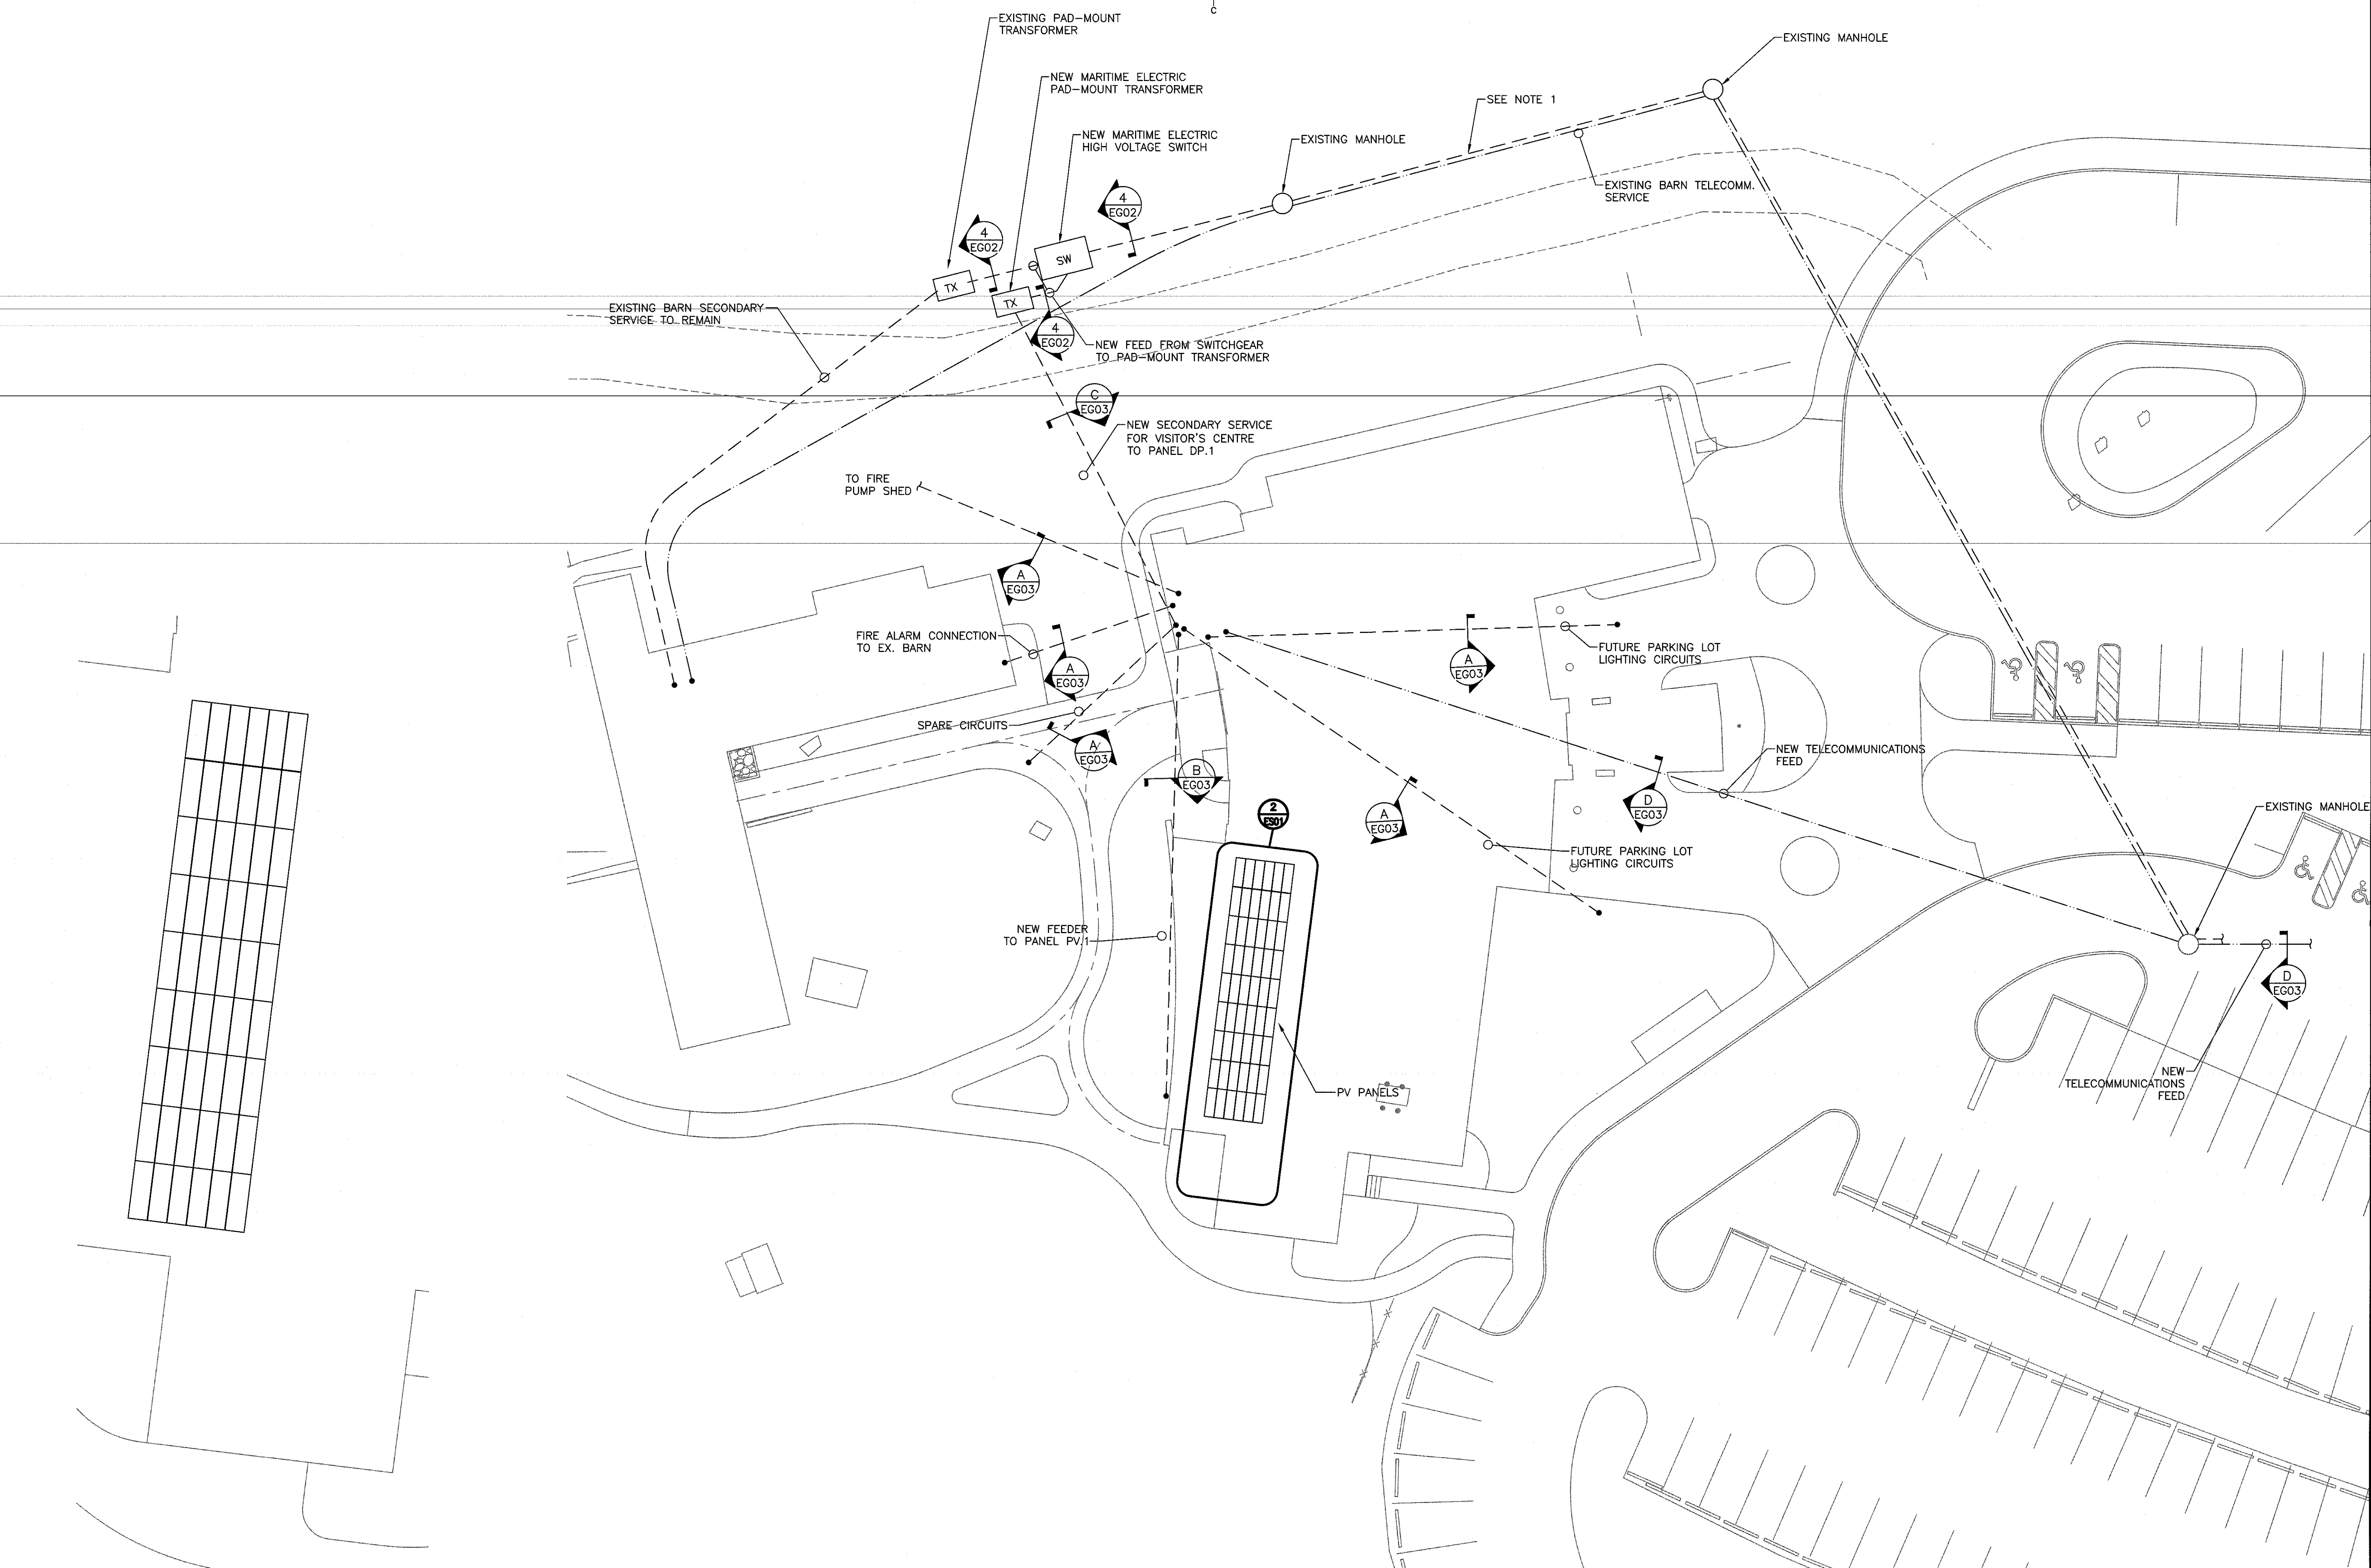 C
EXISTING PAD-MOUNT
TRANSFORMER
EXISTING MANHOLE
NEW MARITIME ELECTRIC
PAD-MOUNT TRANSFORMER
SEE NOTE 1
NEW MARITIME ELECTRIC
HIGH VOLTAGE SWITCH
EXISTING MANHOLE
EXISTING BARN TELECOMM.
SERVICE
4
EG02
4
EG02
SW
TX
TX
EXISTING BARN SECONDARY
SERVICE TO REMAIN
4
EG02
NEW FEED FROM SWITCHGEAR
TO PAD-MOUNT TRANSFORMER
C
EG03
NEW SECONDARY SERVICE
FOR VISITOR'S CENTRE
TO PANEL DP.1
TO FIRE
PUMP SHED
A
EG03
FIRE ALARM CONNECTION
TO EX. BARN
A
EG03
A
EG03
FUTURE PARKING LOT
LIGHTING CIRCUITS
SPARE CIRCUITS
A
EG03
B
EG03
NEW TELECOMMUNICATIONS
FEED
2
ES01
A
EG03
D
EG03
EXISTING MANHOLE
FUTURE PARKING LOT
LIGHTING CIRCUITS
NEW FEEDER
TO PANEL PV.1
D
EG03
NEW
TELECOMMUNICATIONS
FEED
PV PANELS